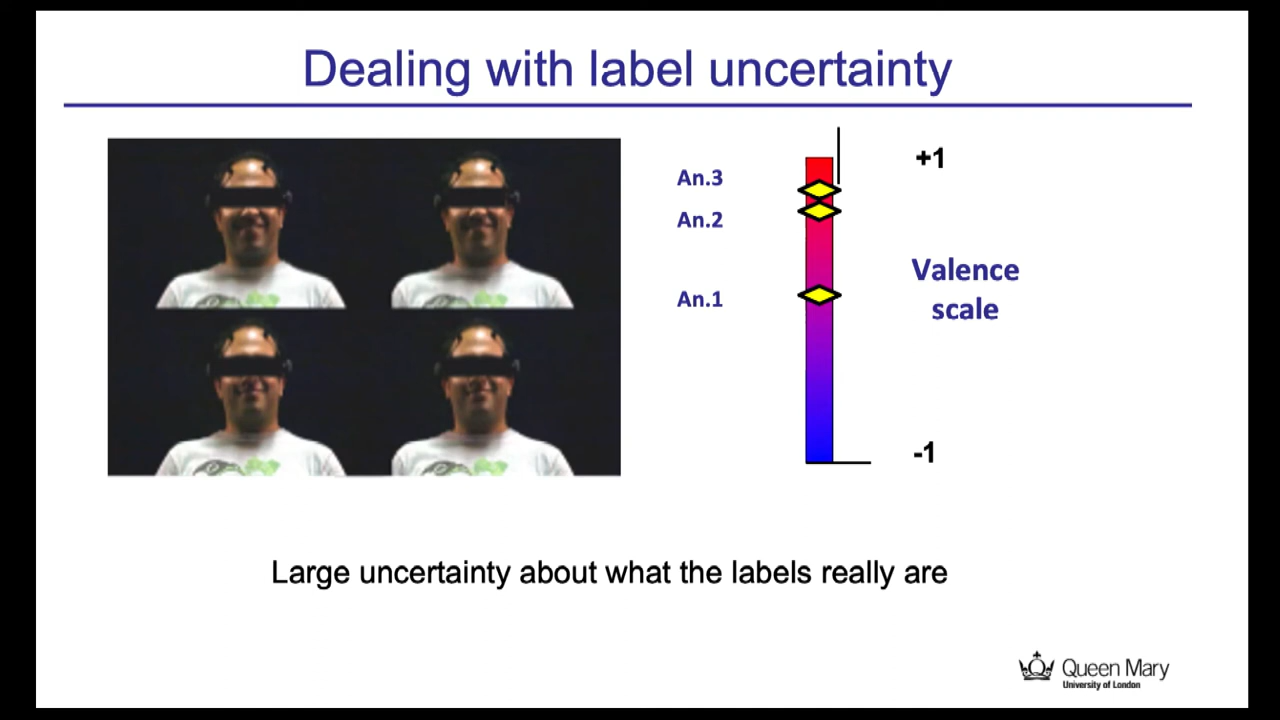 Dealing with label uncertainty
An.3
+1
An.2
Valence
scale
An.1
-1
Large uncertainty about what the labels really are
Queen Mary
University of London